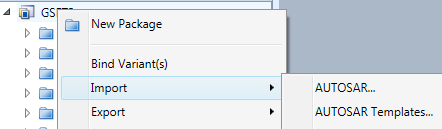 New Package
Bind Variant(s)
Import
AUTOSAR...
Export
AUTOSAR Templates...